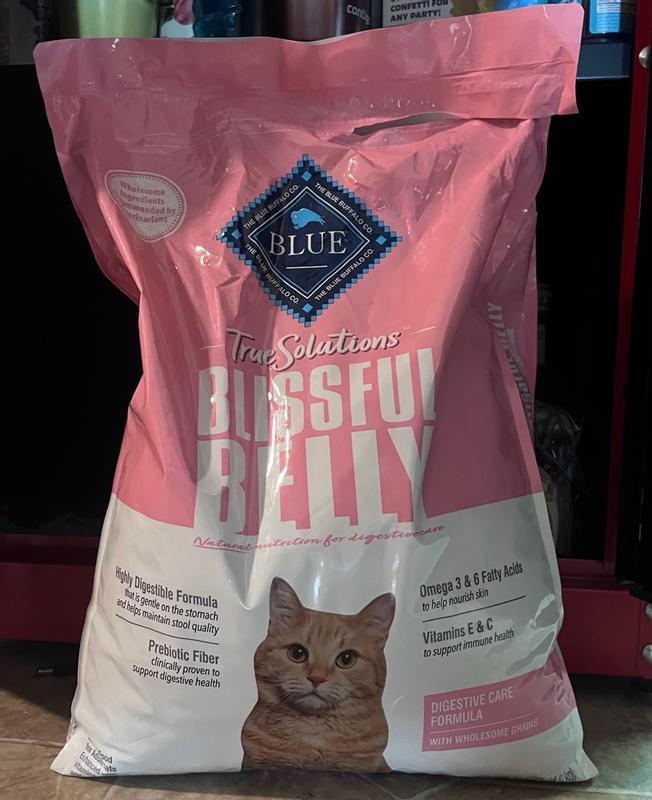 CONFETTI FOR
ANY PARTY!
Wholesome
Ingredients
by
THE BLUE BUFFALO CO.
THE BLUE BUFFALO CO.
BLUE
THE BLUE BUFFALO CO.
THE BLUE BUFFALO CO.
True Solutions™
BLISSFUL
BELLY
Natural nutrition for digestive care
Highly Digestible Formula
that is gentle on the stomach
and helps maintain stool quality
Prebiotic Fiber
clinically proven to
support digestive health
Omega 3 & 6 Fatty Acids
to help nourish skin
Vitamins E & C
to support immune health
DIGESTIVE CARE
FORMULA
WITH WHOLESOME GRAINS
Food